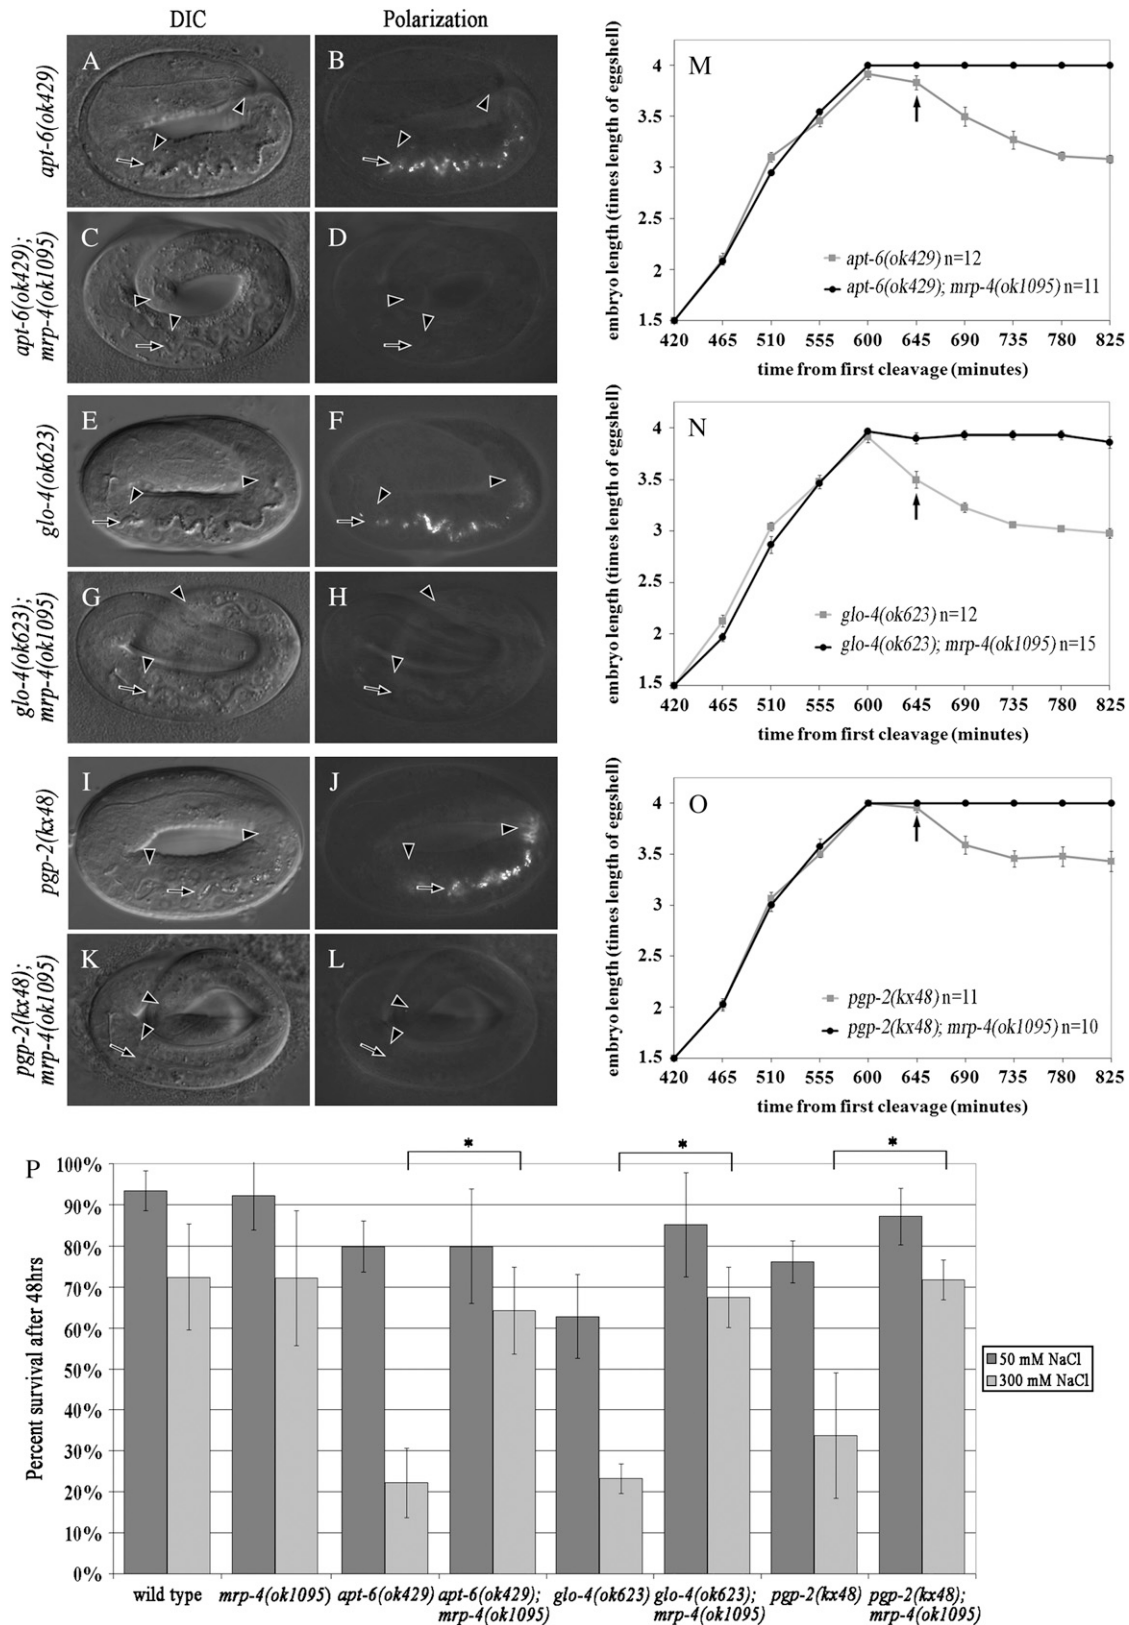 DIC
Polarization
apt-6(ok429)
A
B
apt-6(ok429);
mrp-4(ok1095)
C
D
glo-4(ok623)
E
F
glo-4(ok623);
mrp-4(ok1095)
G
H
pgp-2(kx48)
I
J
pgp-2(kx48);
mrp-4(ok1095)
K
L
M
embryo length (times length of eggshell)
4
3.5
3
2.5
2
1.5
apt-6(ok429) n=12
apt-6(ok429); mrp-4(ok1095) n=11
420 465 510 555 600 645 690 735 780 825
time from first cleavage (minutes)
N
embryo length (times length of eggshell)
4
3.5
3
2.5
2
1.5
glo-4(ok623) n=12
glo-4(ok623); mrp-4(ok1095) n=15
420 465 510 555 600 645 690 735 780 825
time from first cleavage (minutes)
O
embryo length (times length of eggshell)
4
3.5
3
2.5
2
1.5
pgp-2(kx48) n=11
pgp-2(kx48); mrp-4(ok1095) n=10
420 465 510 555 600 645 690 735 780 825
time from first cleavage (minutes)
P
Percent survival after 48hrs
100%
90%
80%
70%
60%
50%
40%
30%
20%
10%
0%
* * *
50 mM NaCl
300 mM NaCl
wild type
mrp-4(ok1095)
apt-6(ok429)
apt-6(ok429);
mrp-4(ok1095)
glo-4(ok623)
glo-4(ok623);
mrp-4(ok1095)
pgp-2(kx48)
pgp-2(kx48);
mrp-4(ok1095)